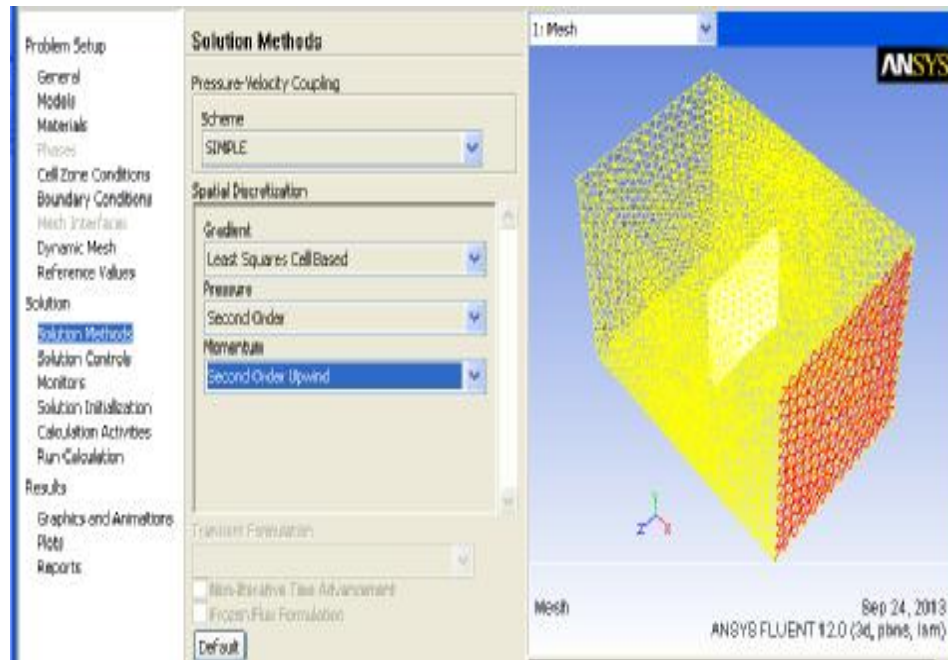 Problem Setup
General
Models
Materials
Phases
Cell Zone Conditions
Boundary Conditions
Mesh Interfaces
Dynamic Mesh
Reference Values
Solution
Solution Methods
Solution Controls
Monitors
Solution Initialization
Calculation Activities
Run Calculation
Results
Graphics and Animations
Plots
Reports
Solution Methods
Pressure-Velocity Coupling
Scheme
SIMPLE
Spatial Discretization
Gradient
Least Squares Cell Based
Pressure
Second Order
Momentum
Second Order Upwind
Transient Formulation
Non-Iterative Time Advancement
Frozen Flux Formulation
Default
1: Mesh
ANSYS
Y
Z X
Mesh
Sep 24, 2013
ANSYS FLUENT 12.0 (3d, pbns, lam)